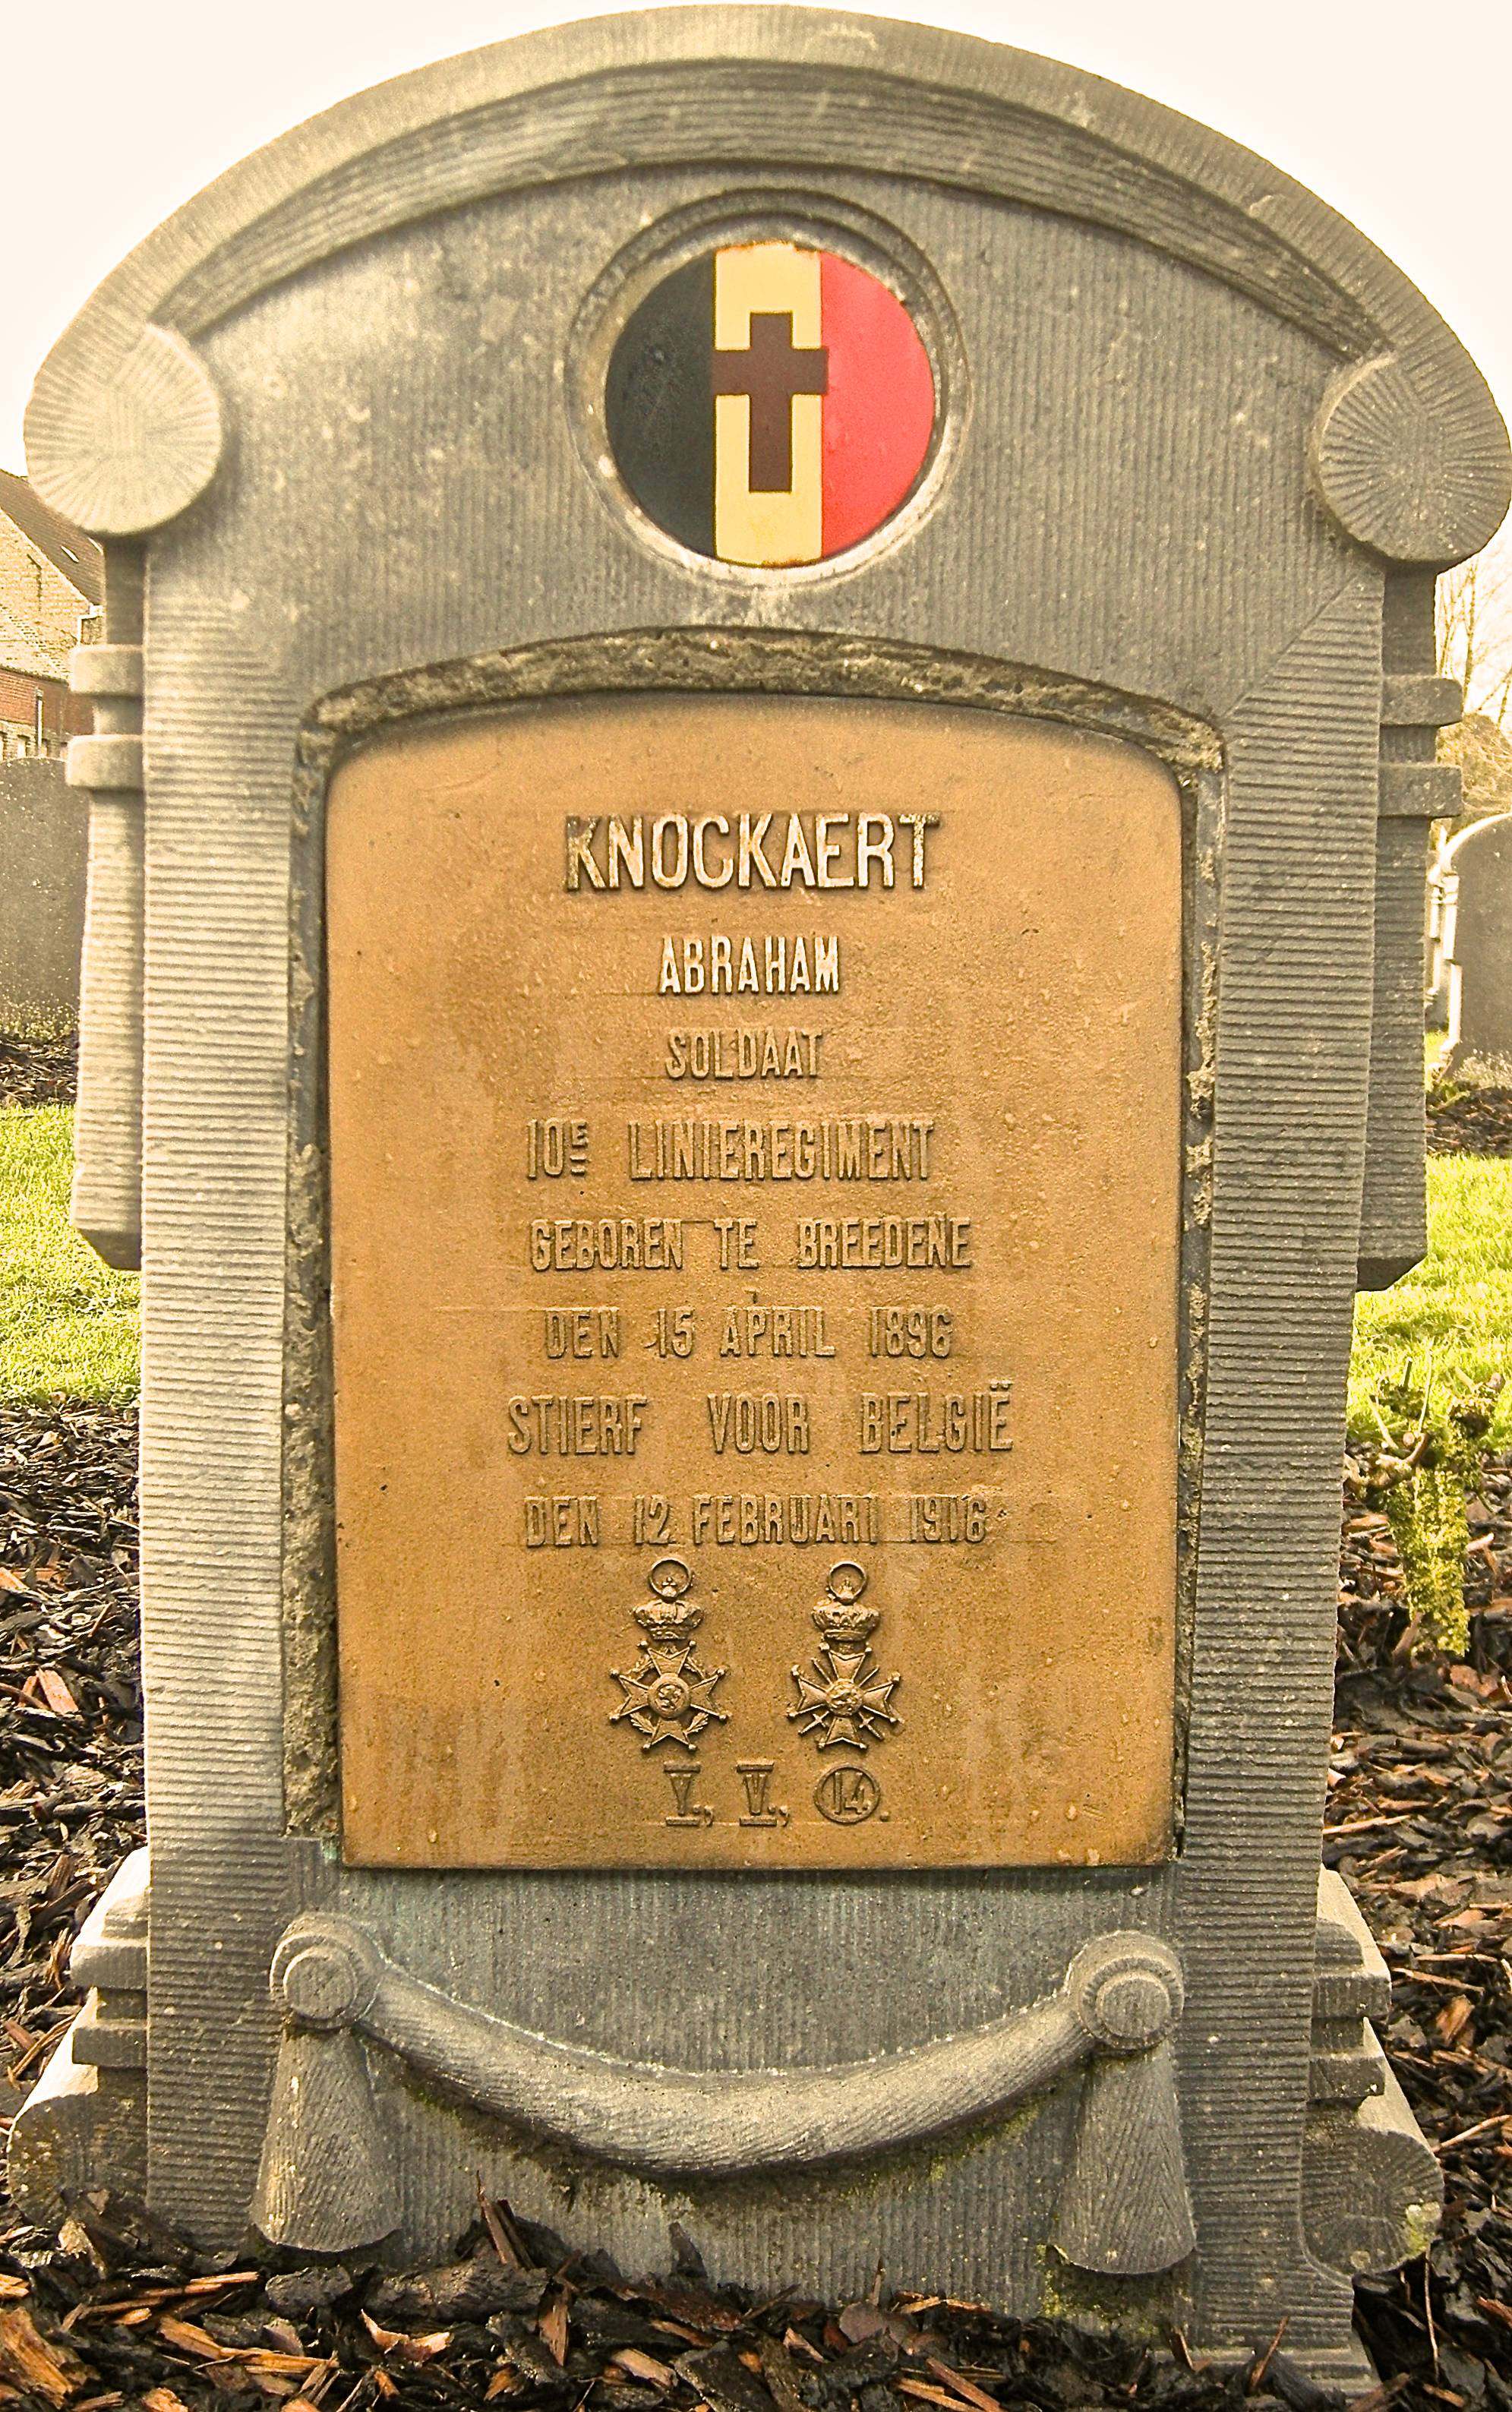 KNOCKAERT
ABRAHAM
SOLDAAT
10E LINIEREGIMENT
GEBOREN TE BREEDENE
DEN 15 APRIL 1896
STIERF VOOR BELGIË
DEN 12 FEBRUARI 1916
Y., V., 14.